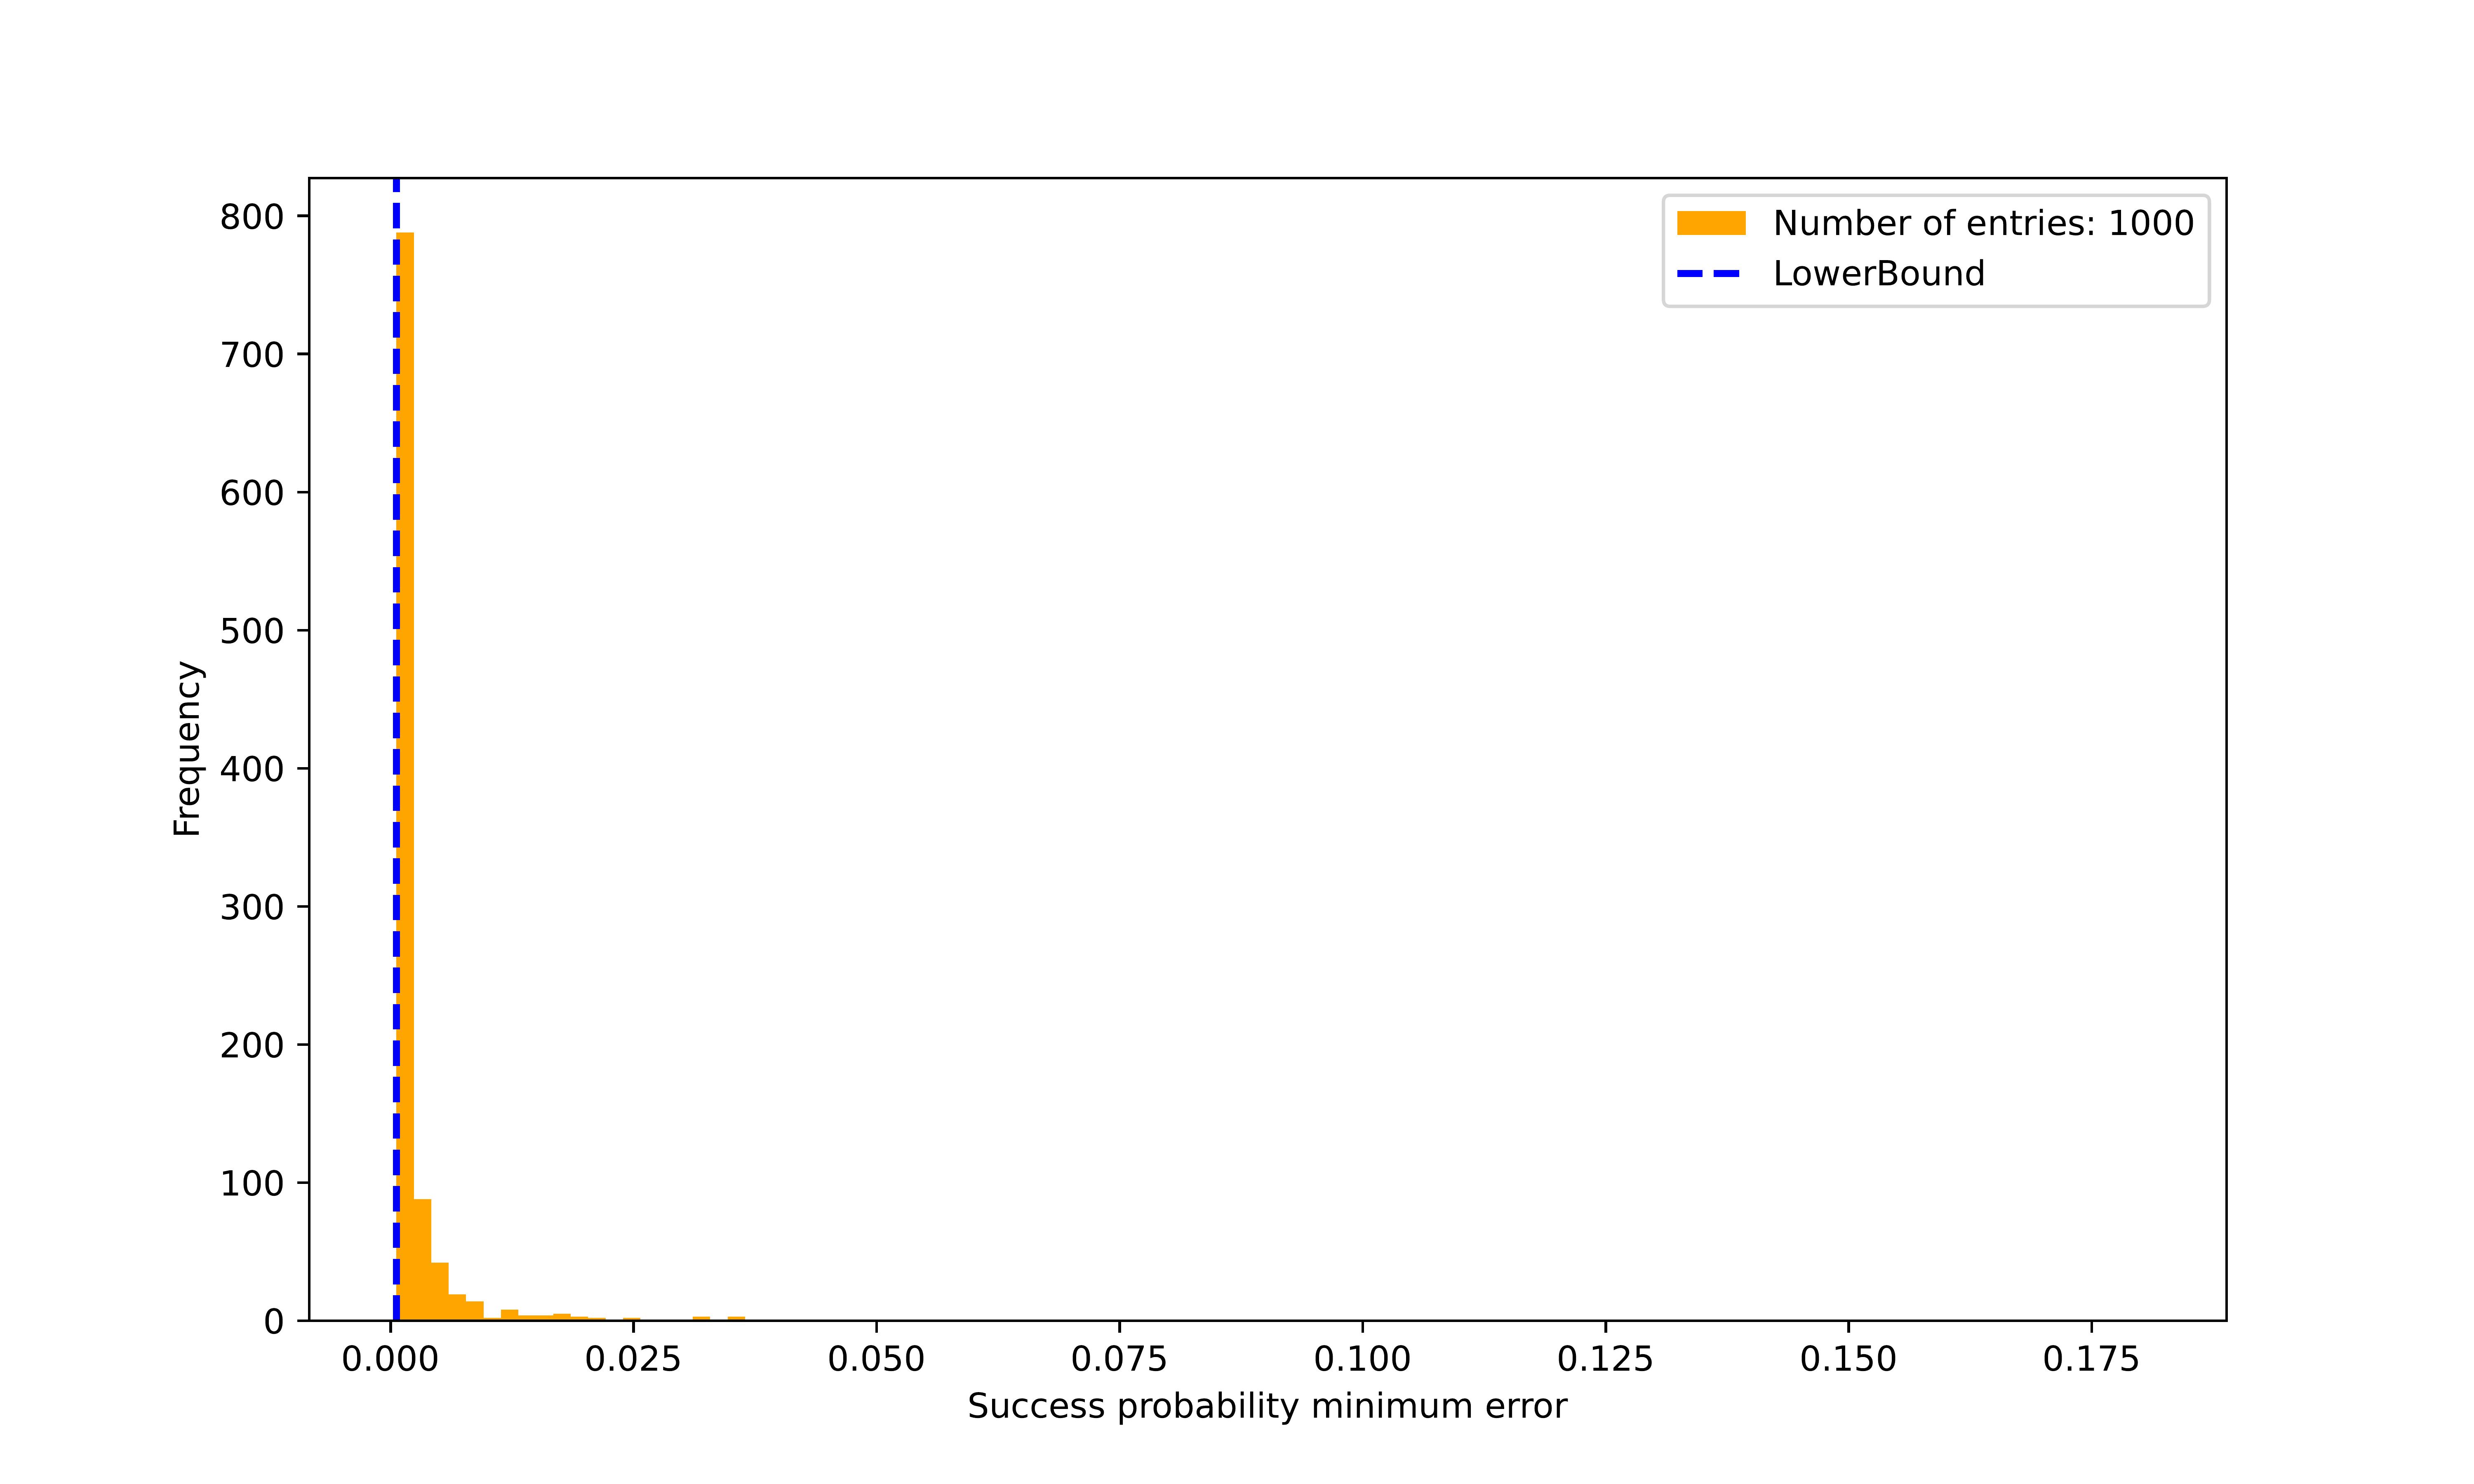 Number of entries: 1000
LowerBound
800
700
600
500
400
300
200
100
0
Frequency
0.000 0.025 0.050 0.075 0.100 0.125 0.150 0.175
Success probability minimum error